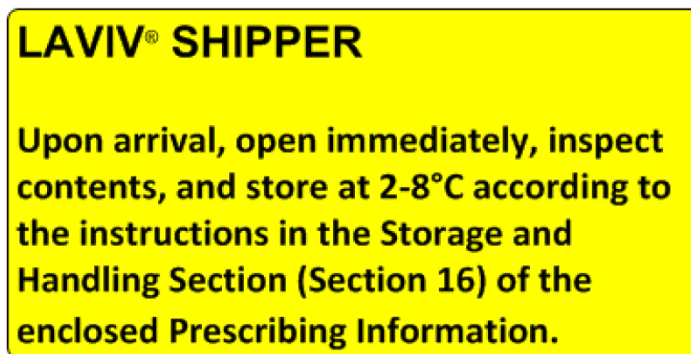 LAVIV® SHIPPER
Upon arrival, open immediately, inspect
contents, and store at 2-8°C according to
the instructions in the Storage and
Handling Section (Section 16) of the
enclosed Prescribing Information.